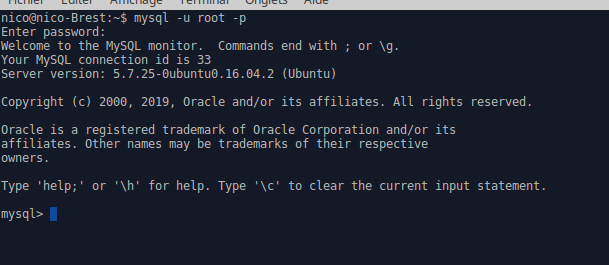 Fichier Éditer Affichage Terminal Onglets Aide
nico@nico-Brest:~$ mysql -u root -p
Enter password:
Welcome to the MySQL monitor.  Commands end with ; or \g.
Your MySQL connection id is 33
Server version: 5.7.25-0ubuntu0.16.04.2 (Ubuntu)
Copyright (c) 2000, 2019, Oracle and/or its affiliates. All rights reserved.
Oracle is a registered trademark of Oracle Corporation and/or its
affiliates. Other names may be trademarks of their respective
owners.
Type 'help;' or '\h' for help. Type '\c' to clear the current input statement.
mysql>